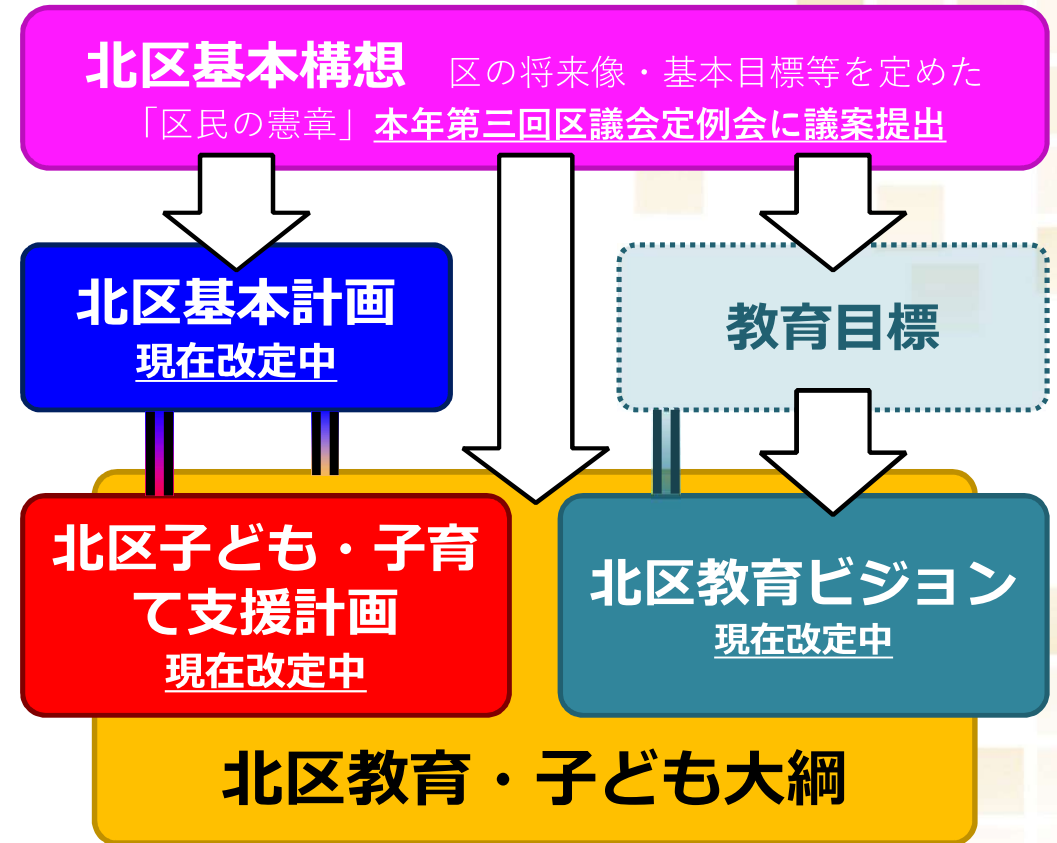 北区基本構想 区の将来像・基本目標等を定めた
「区民の憲章」本年第三回区議会定例会に議案提出
北区基本計画
現在改定中
教育目標
北区子ども・子育
て支援計画
現在改定中
北区教育ビジョン
現在改定中
北区教育・子ども大綱